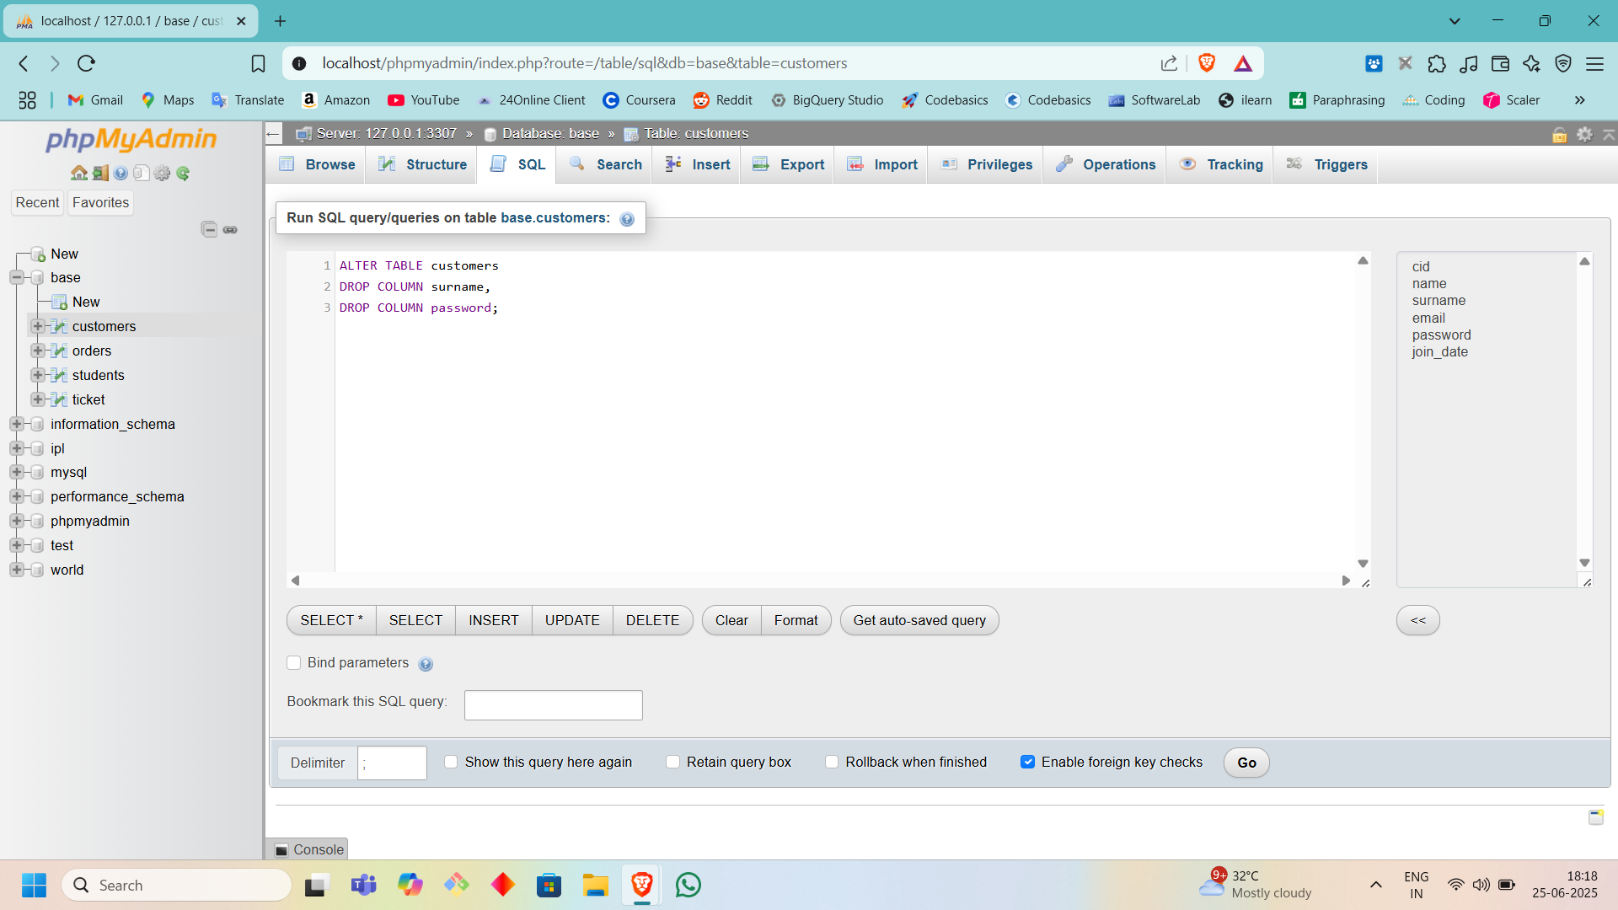 localhost / 127.0.0.1 / base / cust
localhost/phpmyadmin/index.php?route=/table/sql&db=base&table=customers
Gmail Maps Translate Amazon YouTube 24Online Client Coursera Reddit BigQuery Studio Codebasics Codebasics SoftwareLab ilearn Paraphrasing Coding Scaler »
phpMyAdmin
Server: 127.0.0.1:3307 » Database: base » Table: customers
Browse Structure SQL Search Insert Export Import Privileges Operations Tracking Triggers
Recent Favorites
New
base
New
customers
orders
students
ticket
information_schema
ipl
mysql
performance_schema
phpmyadmin
test
world
Run SQL query/queries on table base.customers:
1 ALTER TABLE customers
2 DROP COLUMN surname,
3 DROP COLUMN password;
cid
name
surname
email
password
join_date
SELECT * SELECT INSERT UPDATE DELETE Clear Format Get auto-saved query <<
Bind parameters
Bookmark this SQL query:
Delimiter ; Show this query here again Retain query box Rollback when finished Enable foreign key checks Go
Console
Search
9+ 32°C
Mostly cloudy
ENG
IN
18:18
25-06-2025